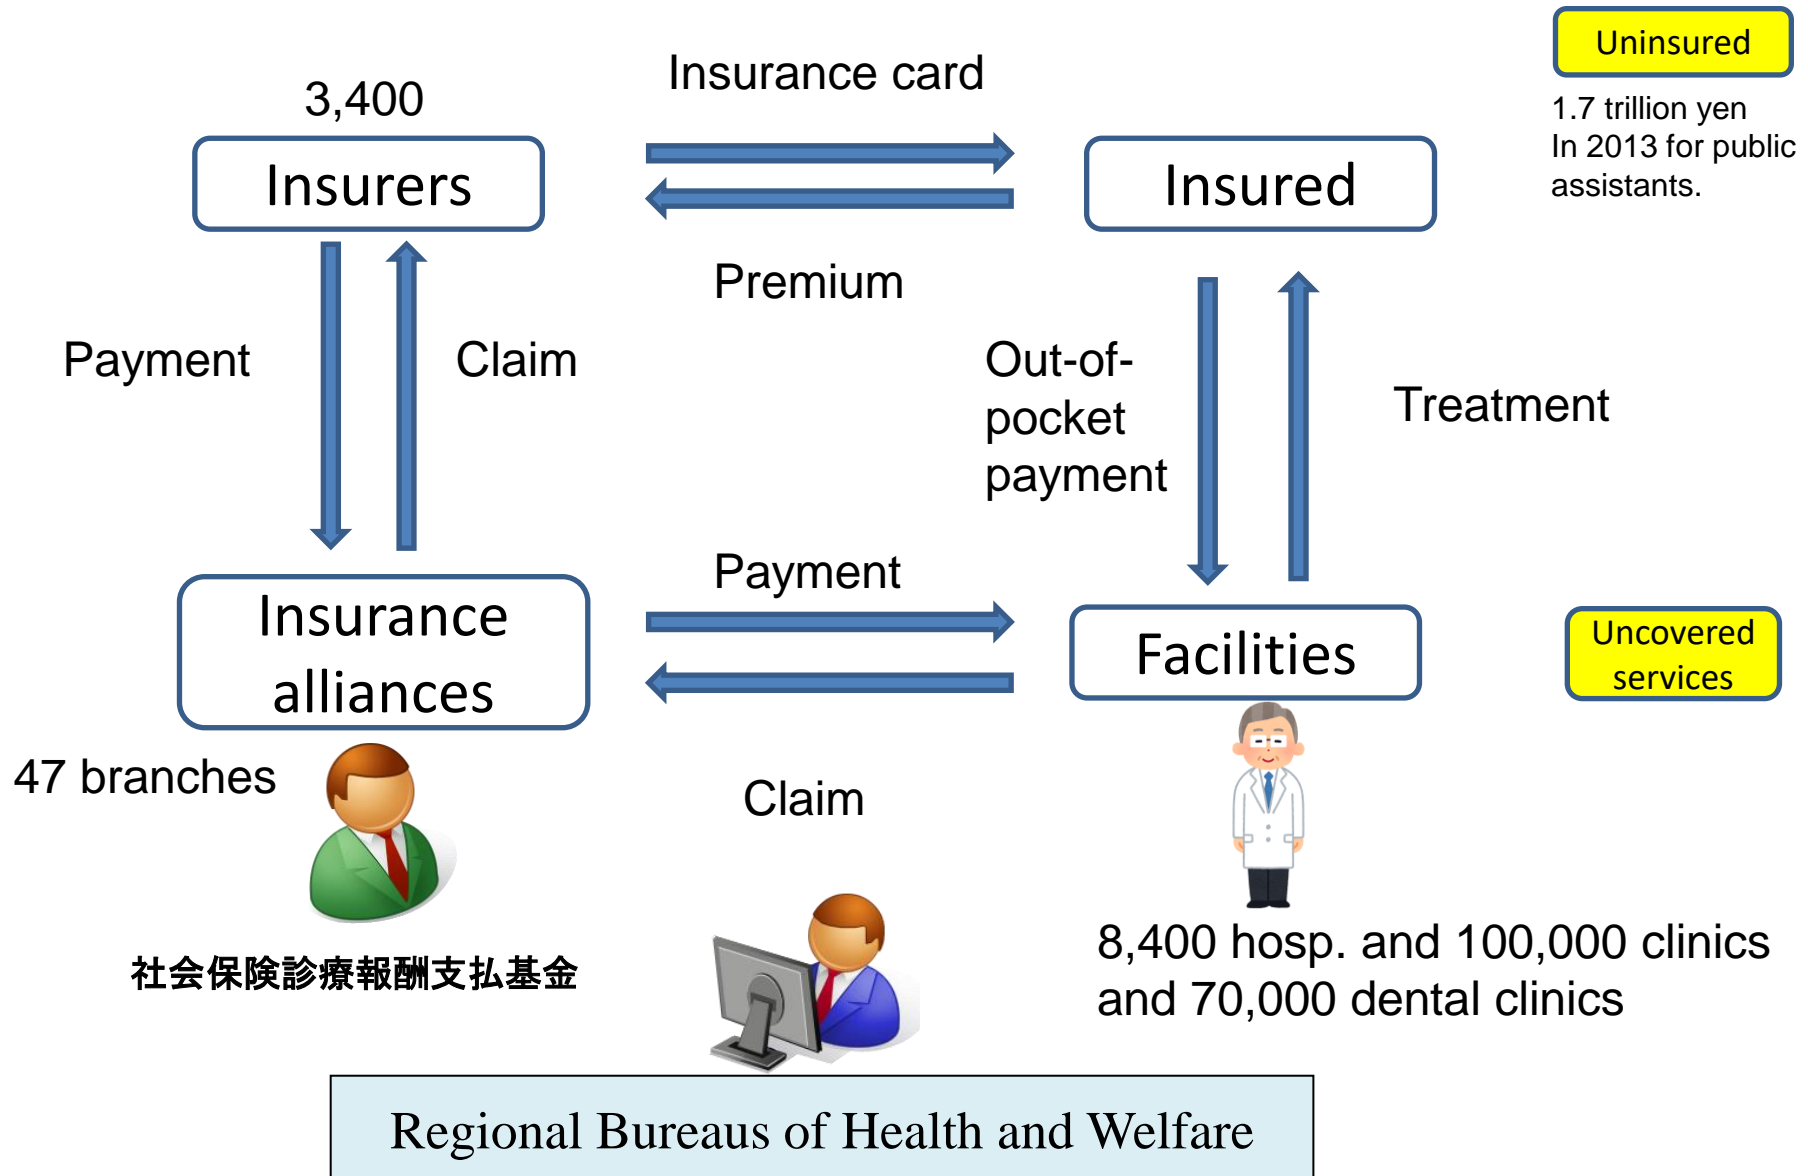 Uninsured
1.7 trillion yen
In 2013 for public
assistants.
Insurance card
3,400
Insurers
Insured
Premium
Payment
Claim
Out-of-
pocket
payment
Treatment
Payment
Insurance
alliances
Facilities
Uncovered
services
47 branches
Claim
社会保険診療報酬支払基金
8,400 hosp. and 100,000 clinics
and 70,000 dental clinics
Regional Bureaus of Health and Welfare